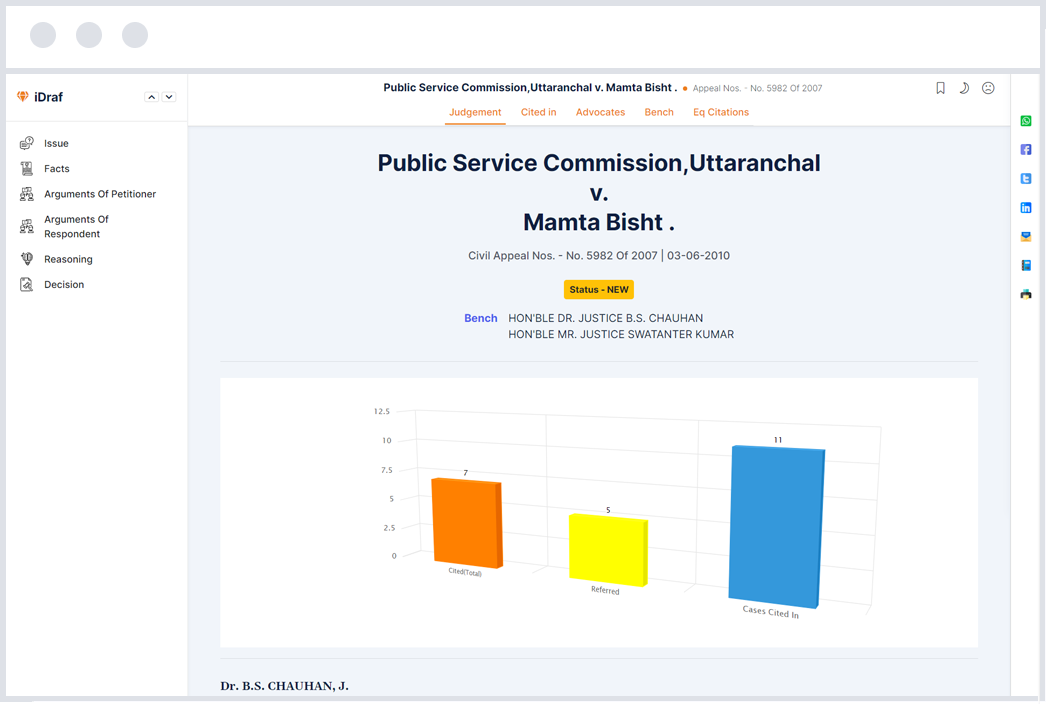 iDraf
Issue
Facts
Arguments Of Petitioner
Arguments Of
Respondent
Reasoning
Decision
Public Service Commission,Uttaranchal v. Mamta Bisht . • Appeal Nos. - No. 5982 Of 2007
Judgement Cited in Advocates Bench Eq Citations
Public Service Commission,Uttaranchal
v.
Mamta Bisht .
Civil Appeal Nos. - No. 5982 Of 2007 | 03-06-2010
Status - NEW
Bench HON'BLE DR. JUSTICE B.S. CHAUHAN
HON'BLE MR. JUSTICE SWATANTER KUMAR
12.5
10
7.5
5
2.5
0
7
5
11
Cited(Total)
Referred
Cases Cited In
Dr. B.S. CHAUHAN, J.